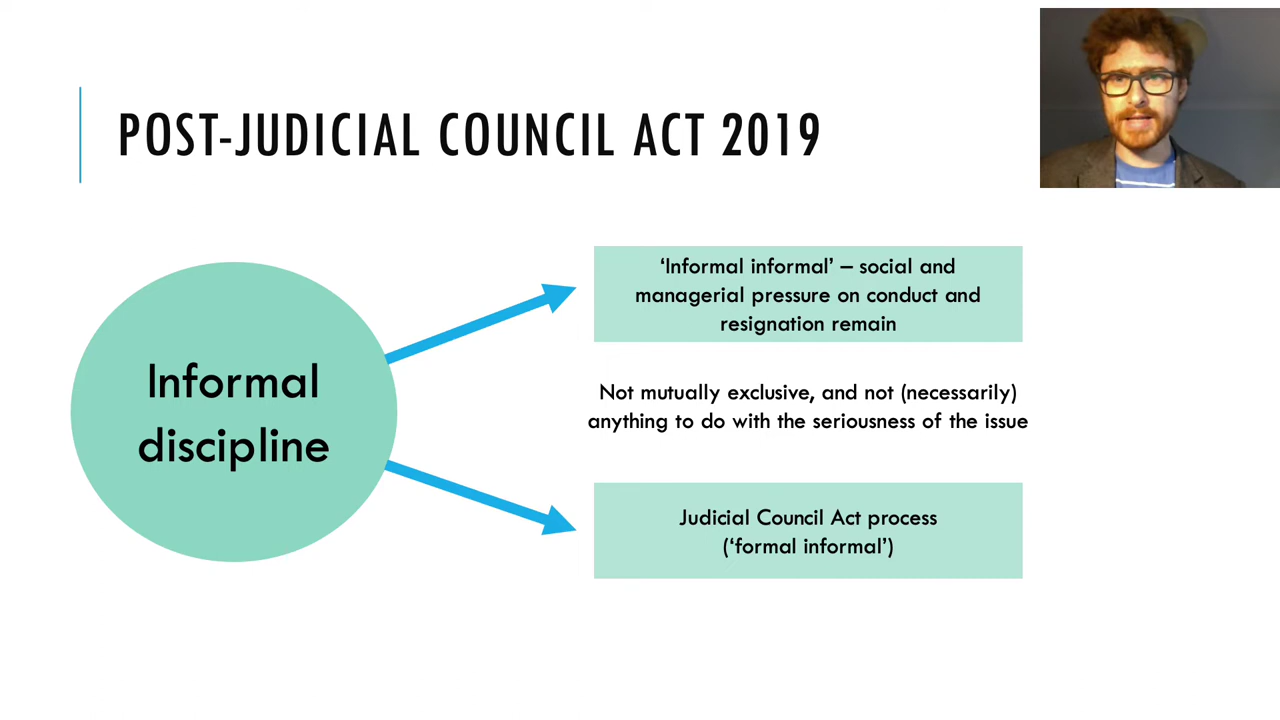 POST-JUDICIAL COUNCIL ACT 2019
Informal
discipline
‘Informal informal’ – social and
managerial pressure on conduct and
resignation remain
Not mutually exclusive, and not (necessarily)
anything to do with the seriousness of the issue
Judicial Council Act process
(‘formal informal’)